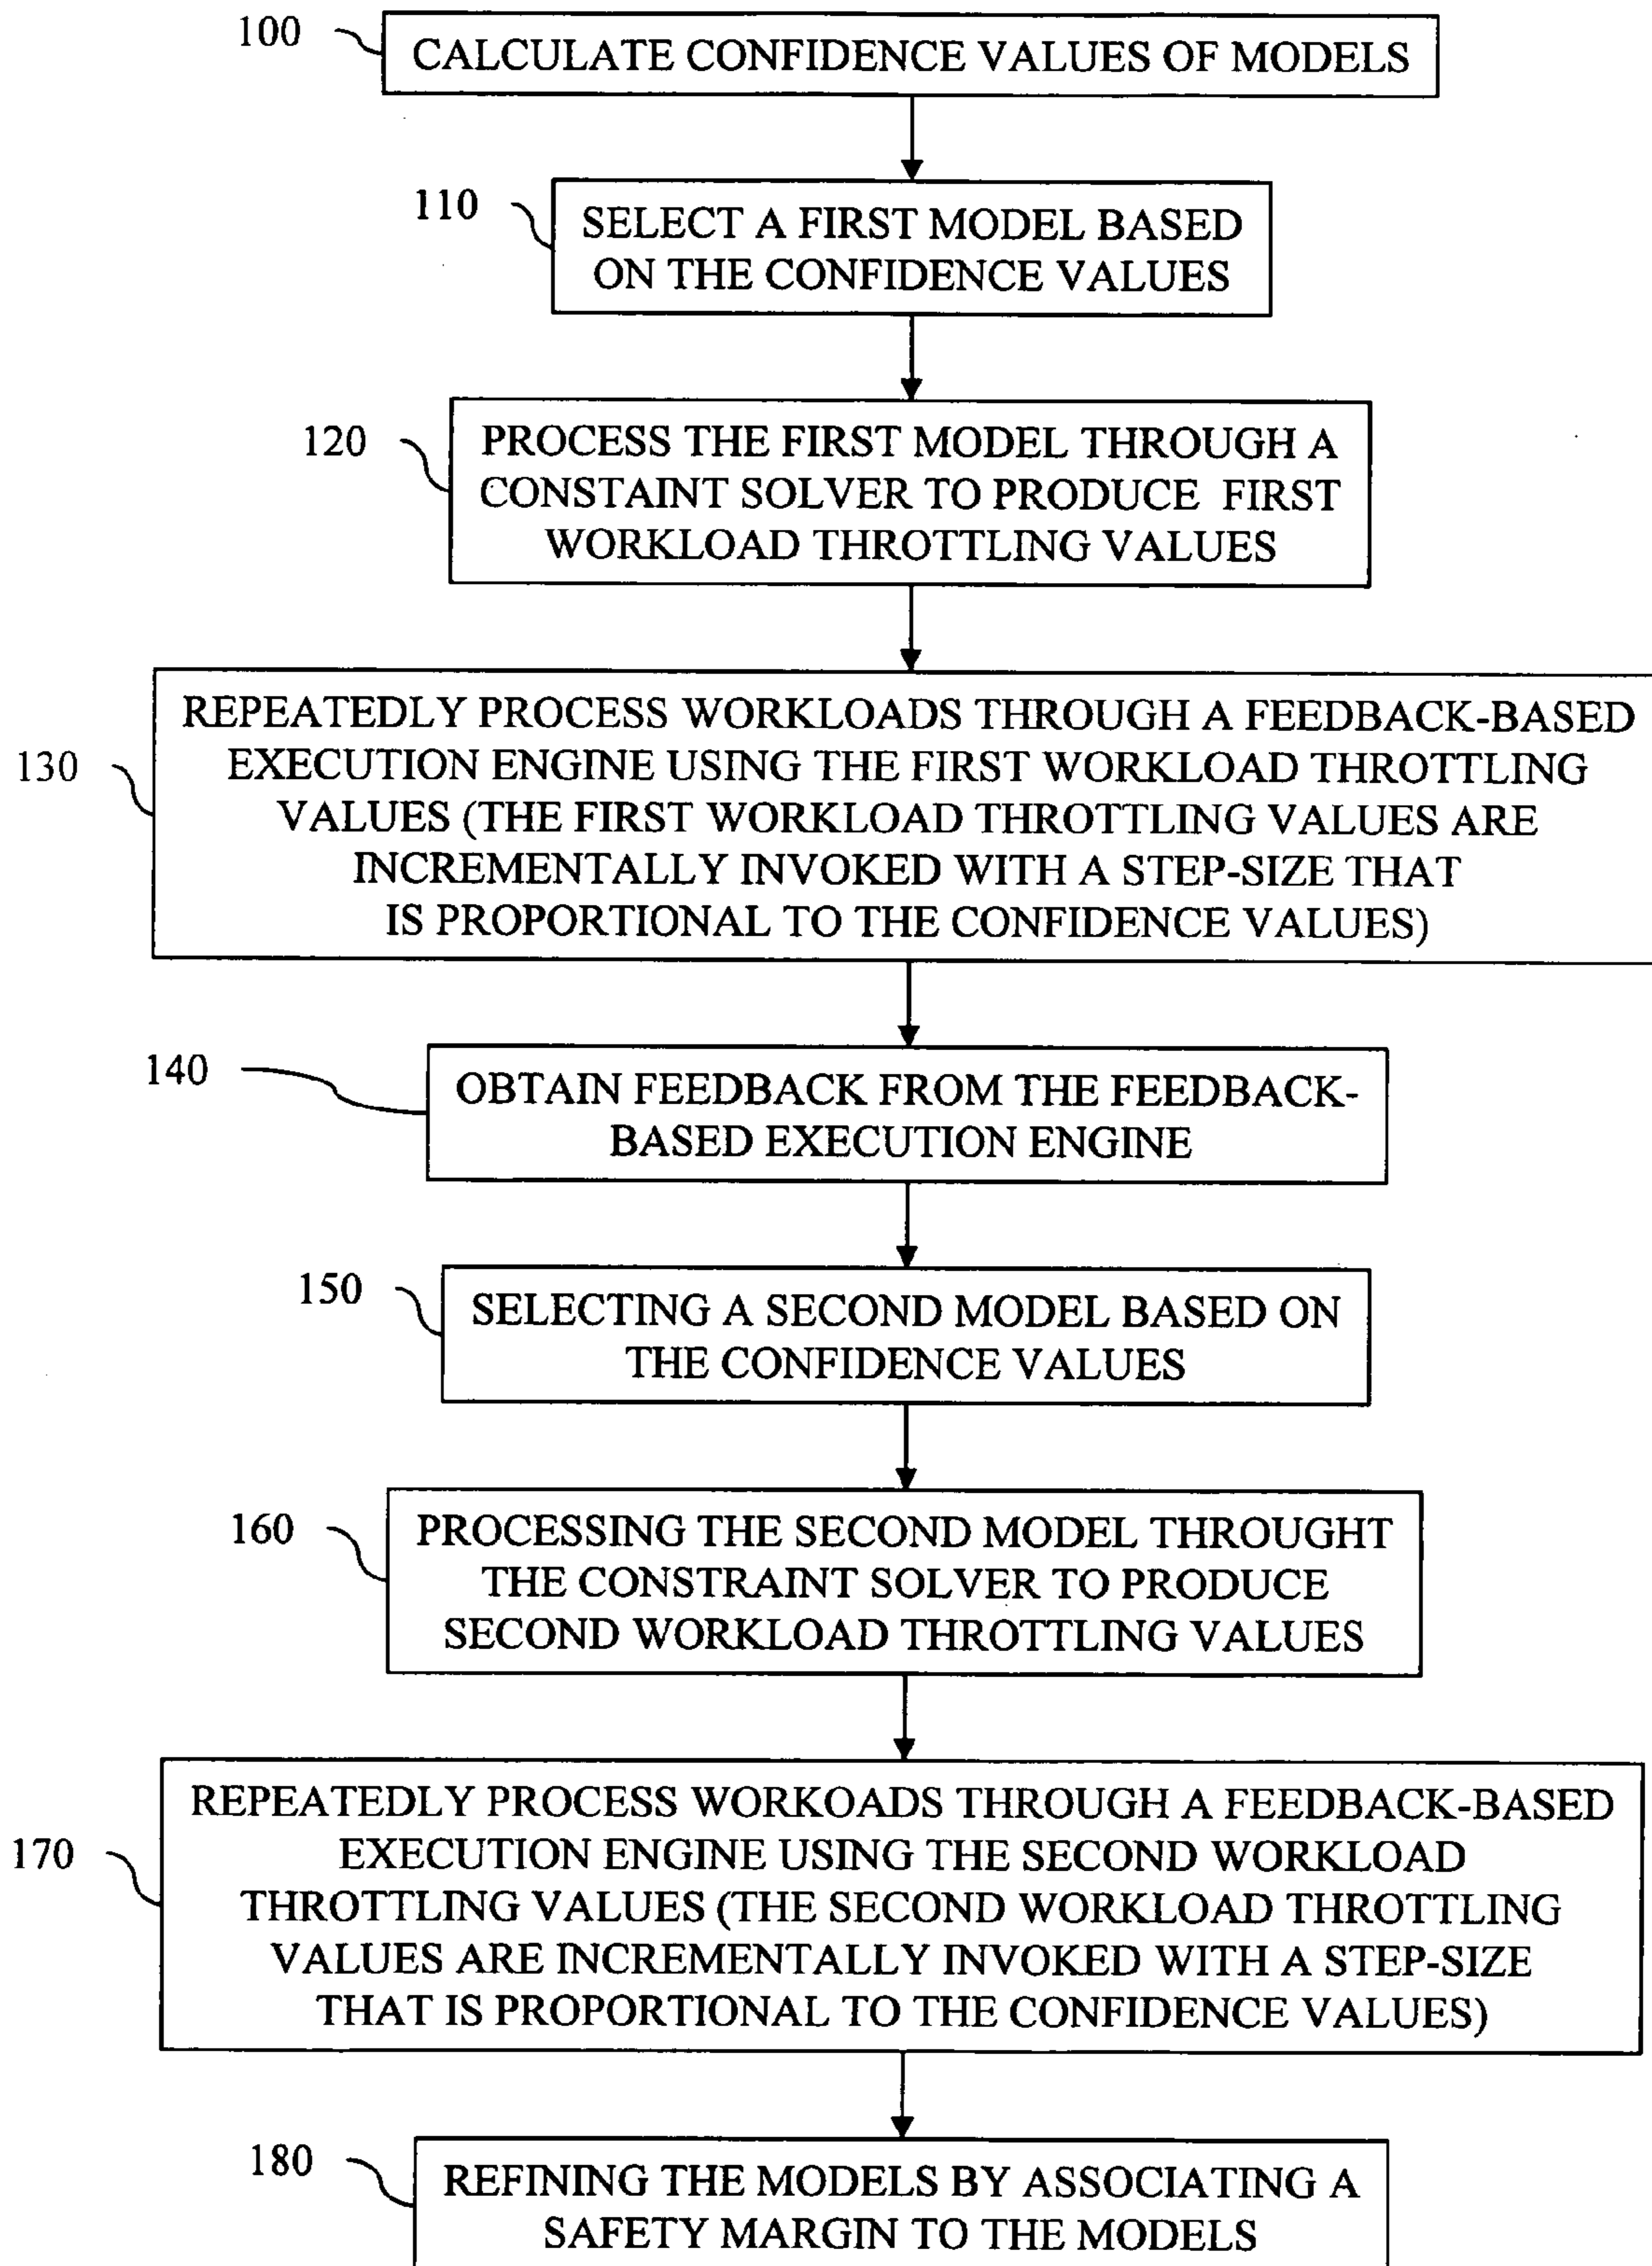 100
CALCULATE CONFIDENCE VALUES OF MODELS
110
SELECT A FIRST MODEL BASED
ON THE CONFIDENCE VALUES
120
PROCESS THE FIRST MODEL THROUGH A
CONSTAINT SOLVER TO PRODUCE FIRST
WORKLOAD THROTTLING VALUES
130
REPEATEDLY PROCESS WORKLOADS THROUGH A FEEDBACK-BASED
EXECUTION ENGINE USING THE FIRST WORKLOAD THROTTLING
VALUES (THE FIRST WORKLOAD THROTTLING VALUES ARE
INCREMENTALLY INVOKED WITH A STEP-SIZE THAT
IS PROPORTIONAL TO THE CONFIDENCE VALUES)
140
OBTAIN FEEDBACK FROM THE FEEDBACK-
BASED EXECUTION ENGINE
150
SELECTING A SECOND MODEL BASED ON
THE CONFIDENCE VALUES
160
PROCESSING THE SECOND MODEL THROUGHT
THE CONSTRAINT SOLVER TO PRODUCE
SECOND WORKLOAD THROTTLING VALUES
170
REPEATEDLY PROCESS WORKOADS THROUGH A FEEDBACK-BASED
EXECUTION ENGINE USING THE SECOND WORKLOAD
THROTTLING VALUES (THE SECOND WORKLOAD THROTTLING
VALUES ARE INCREMENTALLY INVOKED WITH A STEP-SIZE
THAT IS PROPORTIONAL TO THE CONFIDENCE VALUES)
180
REFINING THE MODELS BY ASSOCIATING A
SAFETY MARGIN TO THE MODELS